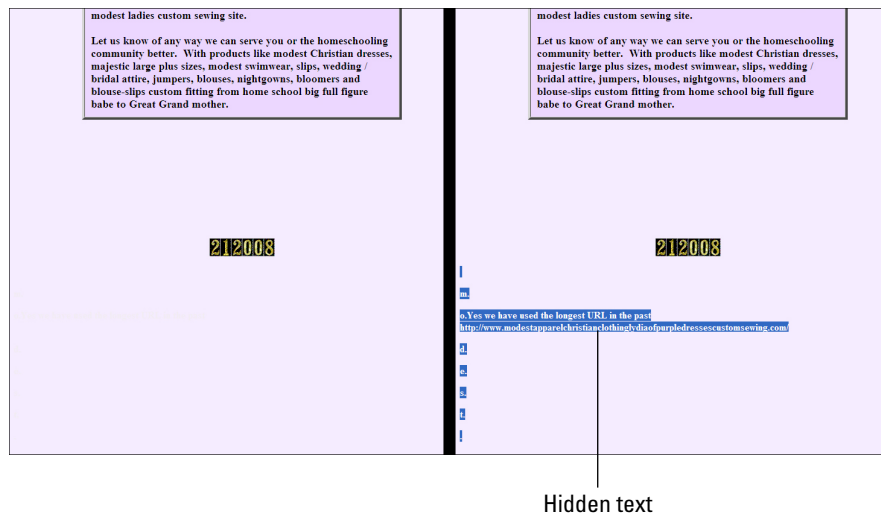 modest ladies custom sewing site.
Let us know of any way we can serve you or the homeschooling
community better.  With products like modest Christian dresses,
majestic large plus sizes, modest swimwear, slips, wedding /
bridal attire, jumpers, blouses, nightgowns, bloomers and
blouse-slips custom fitting from home school big full figure
babe to Great Grand mother.
212008
modest ladies custom sewing site.
Let us know of any way we can serve you or the homeschooling
community better.  With products like modest Christian dresses,
majestic large plus sizes, modest swimwear, slips, wedding /
bridal attire, jumpers, blouses, nightgowns, bloomers and
blouse-slips custom fitting from home school big full figure
babe to Great Grand mother.
212008
m.
o.Yes we have used the longest URL in the past
http://www.modestapparelchristianclothinglydiaofpurpledressescustomsewing.com/
d.
e.
s.
t.
Hidden text